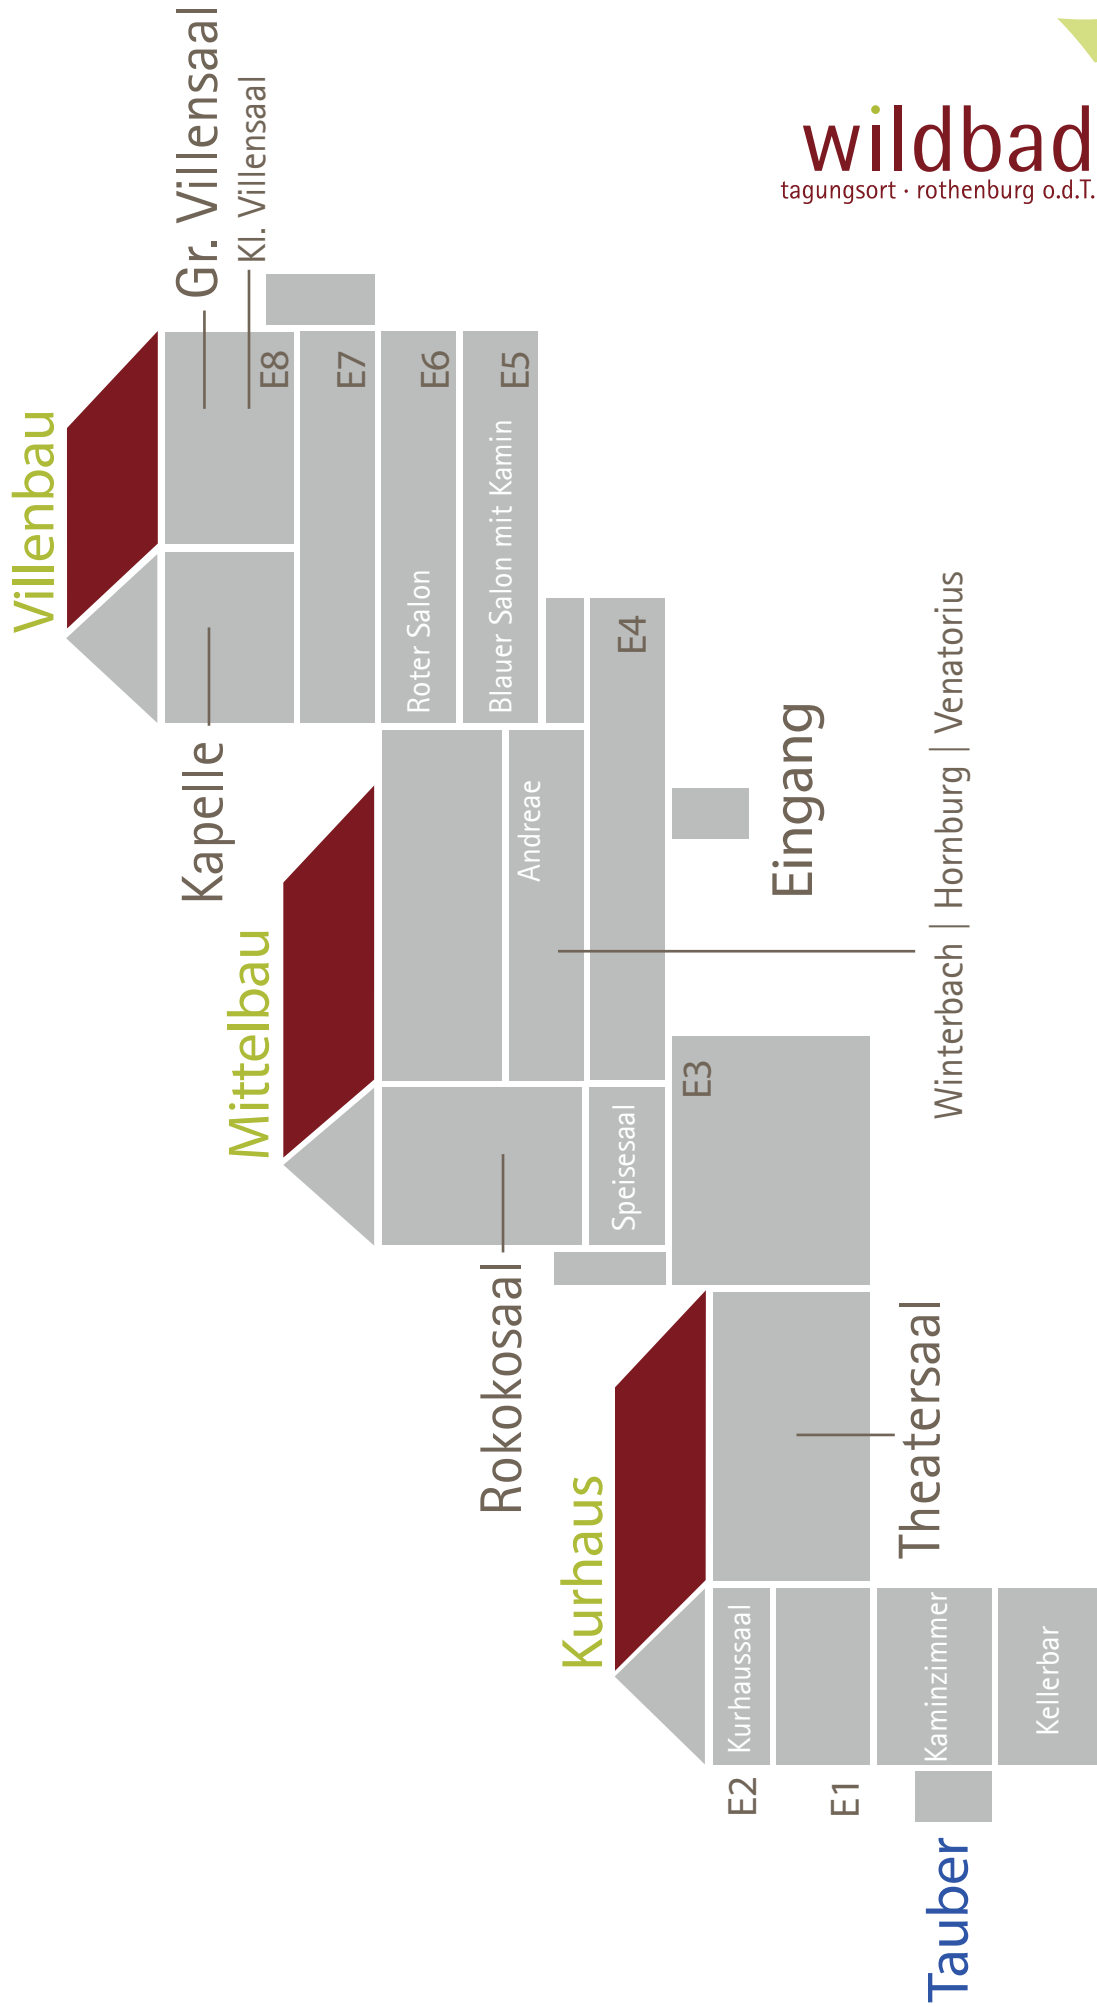 wildbad
tagungsort · rothenburg o.d.T.
Villenbau
Gr. Villensaal
Kl. Villensaal
Kapelle
E8
E7
Roter Salon
E6
Blauer Salon mit Kamin
E5
Mittelbau
Andreae
E4
Eingang
Winterbach | Hornburg | Venatorius
Rokokosaal
Speisesaal
E3
Kurhaus
Theatersaal
Kurhaussaal
E2
E1
Kaminzimmer
Kellerbar
Tauber